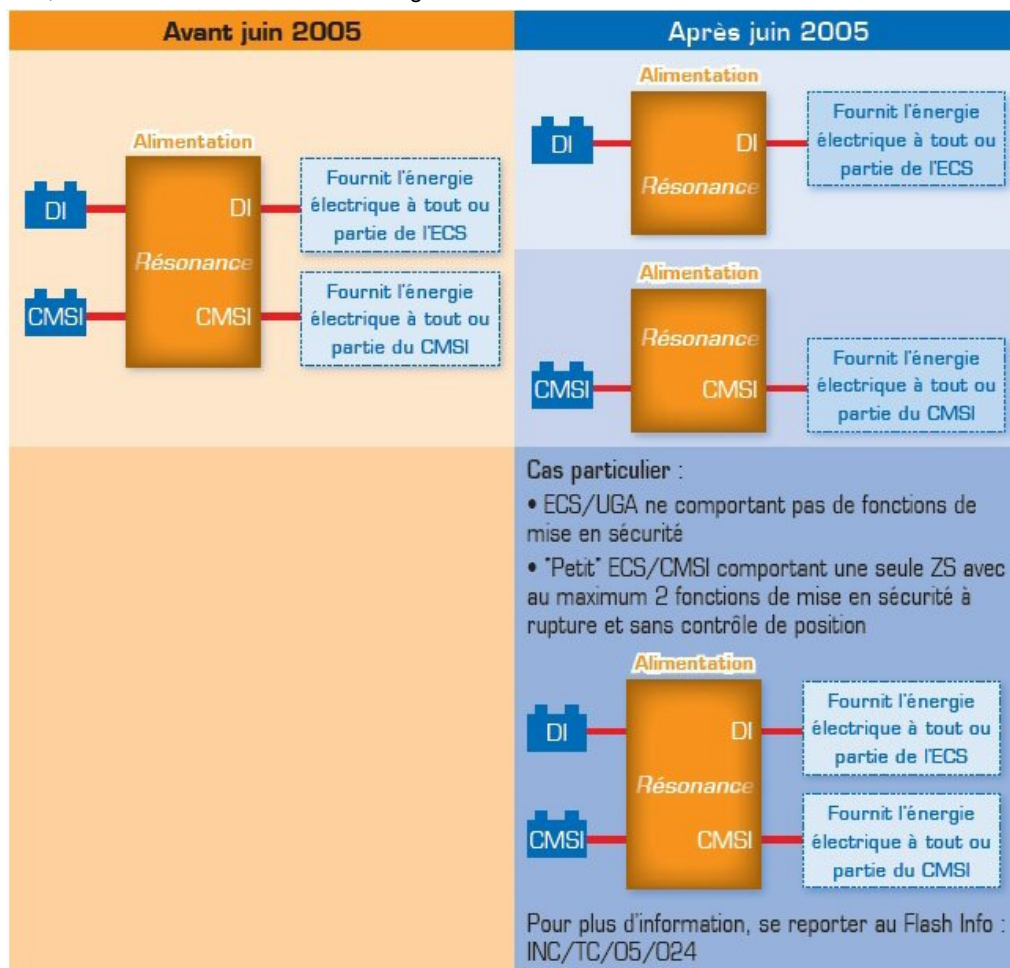 Avant juin 2005
Alimentation
DI
DI
Fournit l'énergie
électrique à tout ou
partie de l'ECS
Résonance
CMSI
CMSI
Fournit l'énergie
électrique à tout ou
partie du CMSI
Après juin 2005
Alimentation
DI
DI
Résonance
Fournit l'énergie
électrique à tout ou
partie de l'ECS
Alimentation
Résonance
CMSI
CMSI
Fournit l'énergie
électrique à tout ou
partie du CMSI
Cas particulier :
• ECS/UGA ne comportant pas de fonctions de
mise en sécurité
• "Petit" ECS/CMSI comportant une seule ZS avec
au maximum 2 fonctions de mise en sécurité à
rupture et sans contrôle de position
Alimentation
DI
DI
Fournit l'énergie
électrique à tout ou
partie de l'ECS
Résonance
CMSI
CMSI
Fournit l'énergie
électrique à tout ou
partie du CMSI
Pour plus d'information, se reporter au Flash Info :
INC/TC/05/024